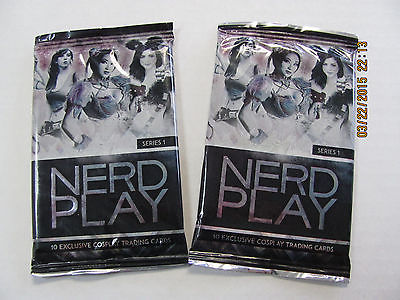 SERIES 1
NERD
PLAY
10 EXCLUSIVE COSPLAY TRADING CARDS
SERIES 1
NERD
PLAY
10 EXCLUSIVE COSPLAY TRADING CARDS
03/22/2015 22:13